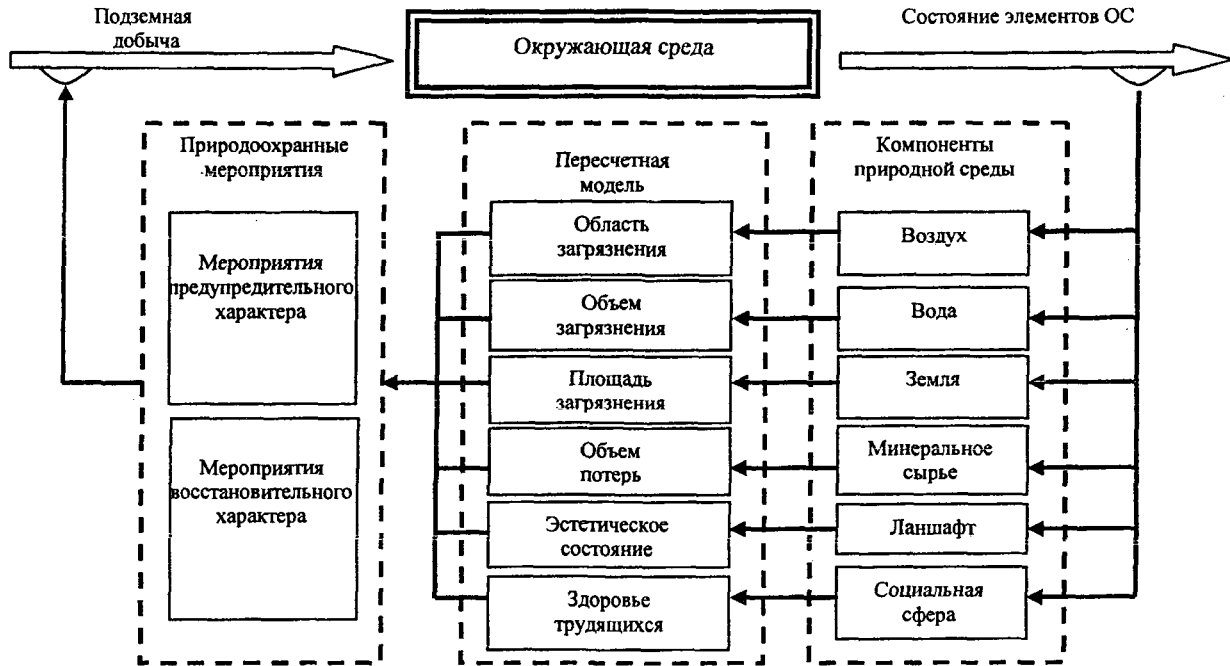 Подземная
добыча
Окружающая среда
Состояние элементов ОС
Природоохранные
мероприятия
Мероприятия
предупредительного
характера
Мероприятия
восстановительного
характера
Пересчетная
модель
Область
загрязнения
Объем
загрязнения
Площадь
загрязнения
Объем
потерь
Эстетическое
состояние
Здоровье
трудящихся
Компоненты
природной среды
Воздух
Вода
Земля
Минеральное
сырье
Ланшафт
Социальная
сфера